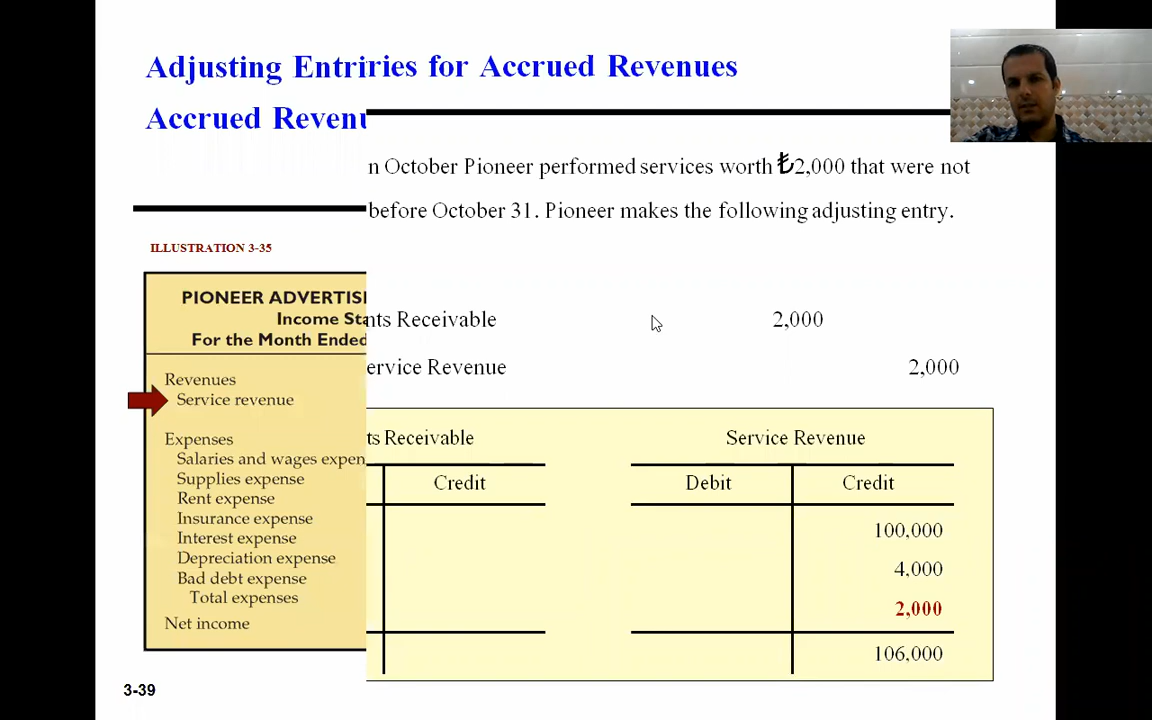 Adjusting Entriries for Accrued Revenues
Accrued Revenu
n October Pioneer performed services worth ₺2,000 that were not
before October 31. Pioneer makes the following adjusting entry.
ILLUSTRATION 3-35
PIONEER ADVERTISI
Income Sta
For the Month Ended
Revenues
Service revenue
Expenses
Salaries and wages expen
Supplies expense
Rent expense
Insurance expense
Interest expense
Depreciation expense
Bad debt expense
Total expenses
Net income
nts Receivable 2,000
ervice Revenue 2,000
ts Receivable
Credit
Service Revenue
Debit Credit
100,000
4,000
2,000
106,000
3-39